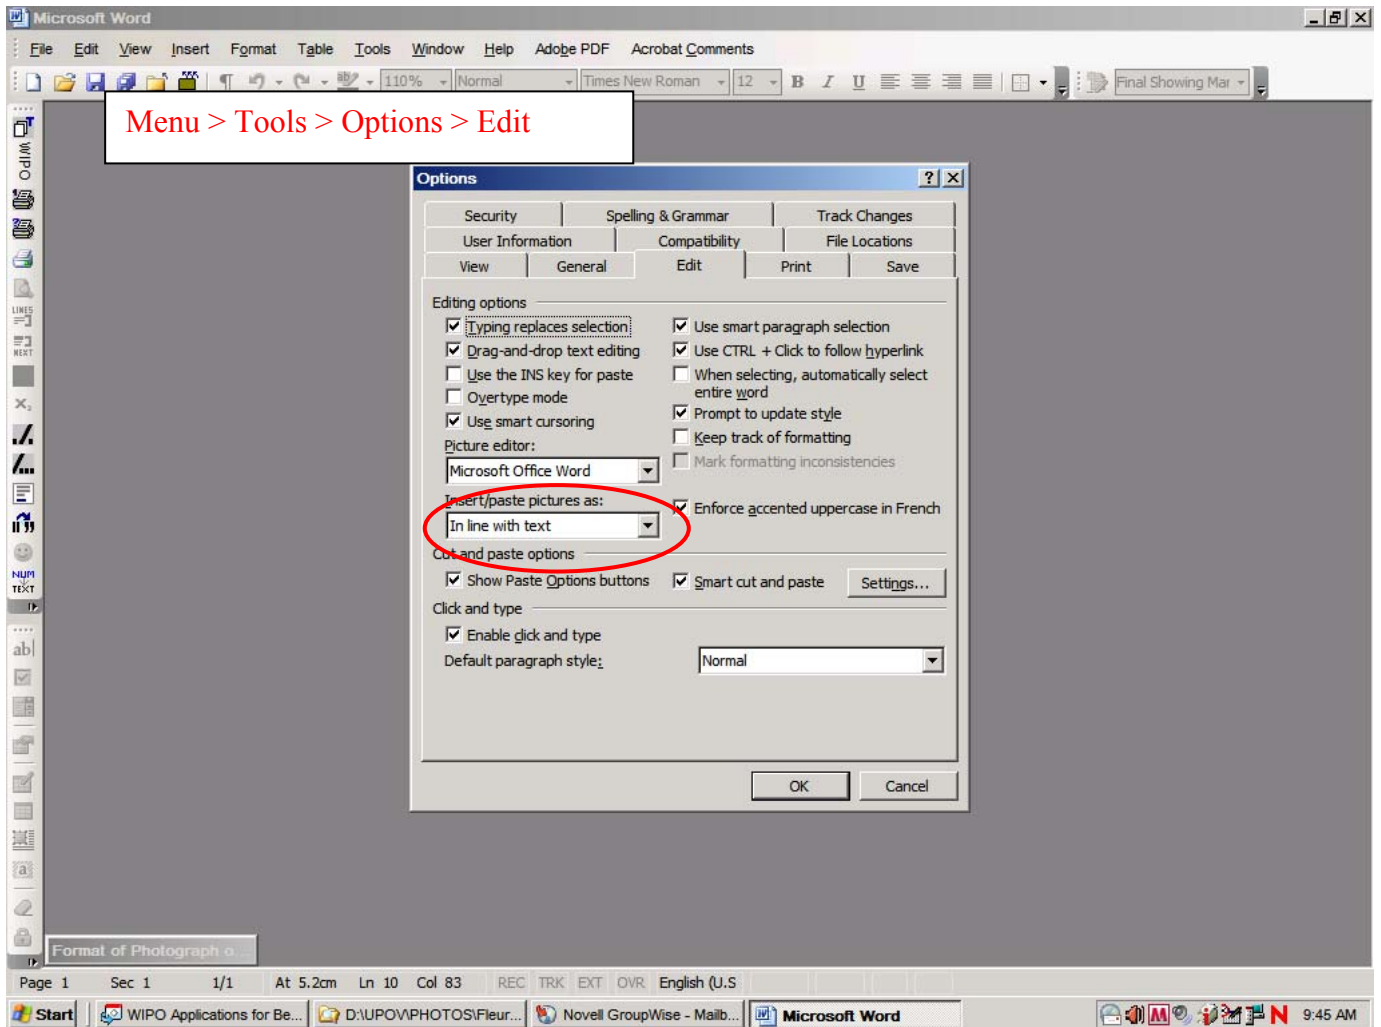 Microsoft Word
File Edit View Insert Format Table Tools Window Help Adobe PDF Acrobat Comments
110% Normal Times New Roman 12 B I U Final Showing Mar
Menu > Tools > Options > Edit
WIPO
LINES
NEXT
X₂
NUM
TEXT
ab
a
Options
Security Spelling & Grammar Track Changes
User Information Compatibility File Locations
View General Edit Print Save
Editing options
Typing replaces selection
Drag-and-drop text editing
Use the INS key for paste
Overtype mode
Use smart cursoring
Use smart paragraph selection
Use CTRL + Click to follow hyperlink
When selecting, automatically select
entire word
Prompt to update style
Keep track of formatting
Mark formatting inconsistencies
Picture editor:
Microsoft Office Word
Insert/paste pictures as:
In line with text
Enforce accented uppercase in French
Cut and paste options
Show Paste Options buttons Smart cut and paste Settings...
Click and type
Enable click and type
Default paragraph style: Normal
OK Cancel
Format of Photograph o...
Page 1 Sec 1 1/1 At 5.2cm Ln 10 Col 83 REC TRK EXT OVR English (U.S
Start WIPO Applications for Be... D:\UPOV\PHOTOS\Fleur... Novell GroupWise - Mailb... Microsoft Word M N 9:45 AM